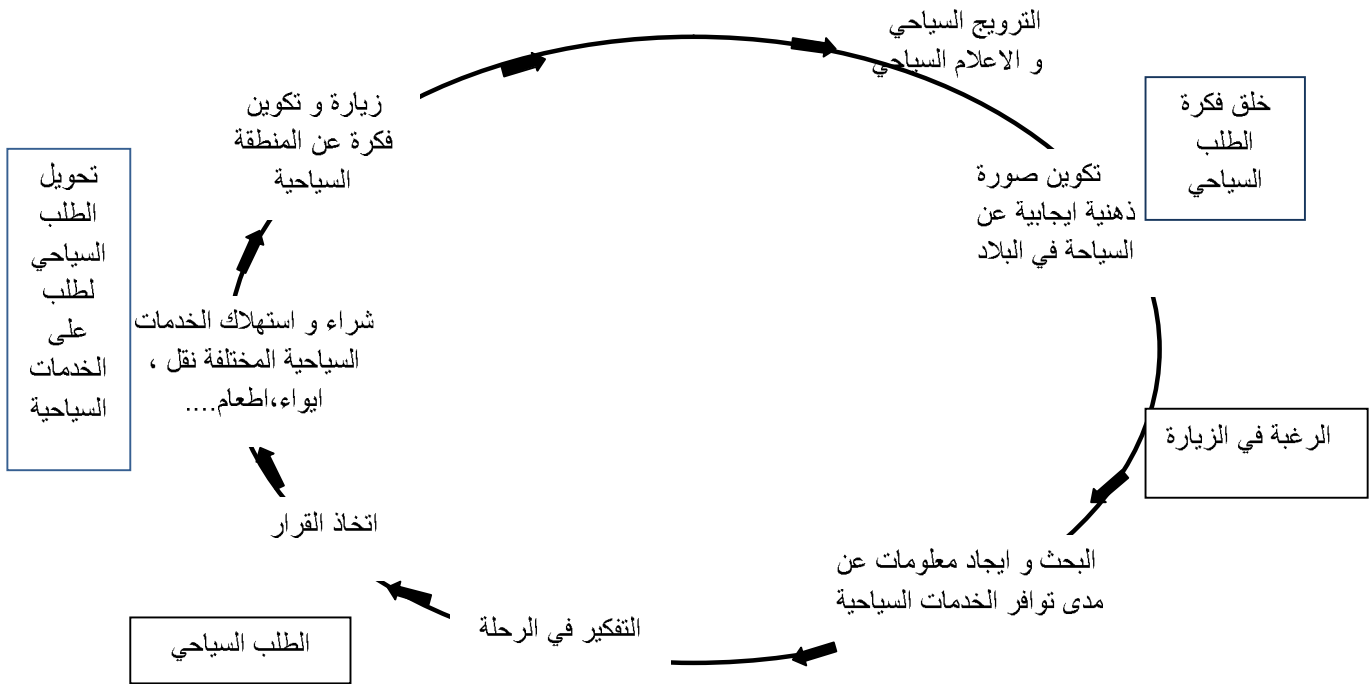 الترويج السياحي
و الاعلام السياحي
خلق فكرة
الطلب
السياحي
تكوين صورة
ذهنية ايجابية عن
السياحة في البلاد
الرغبة في الزيارة
البحث و ايجاد معلومات عن
مدى توافر الخدمات السياحية
التفكير في الرحلة
الطلب السياحي
اتخاذ القرار
شراء و استهلاك الخدمات
السياحية المختلفة نقل ،
ايواء،اطعام....
تحويل
الطلب
السياحي
لطلب
على
الخدمات
السياحية
زيارة و تكوين
فكرة عن المنطقة
السياحية